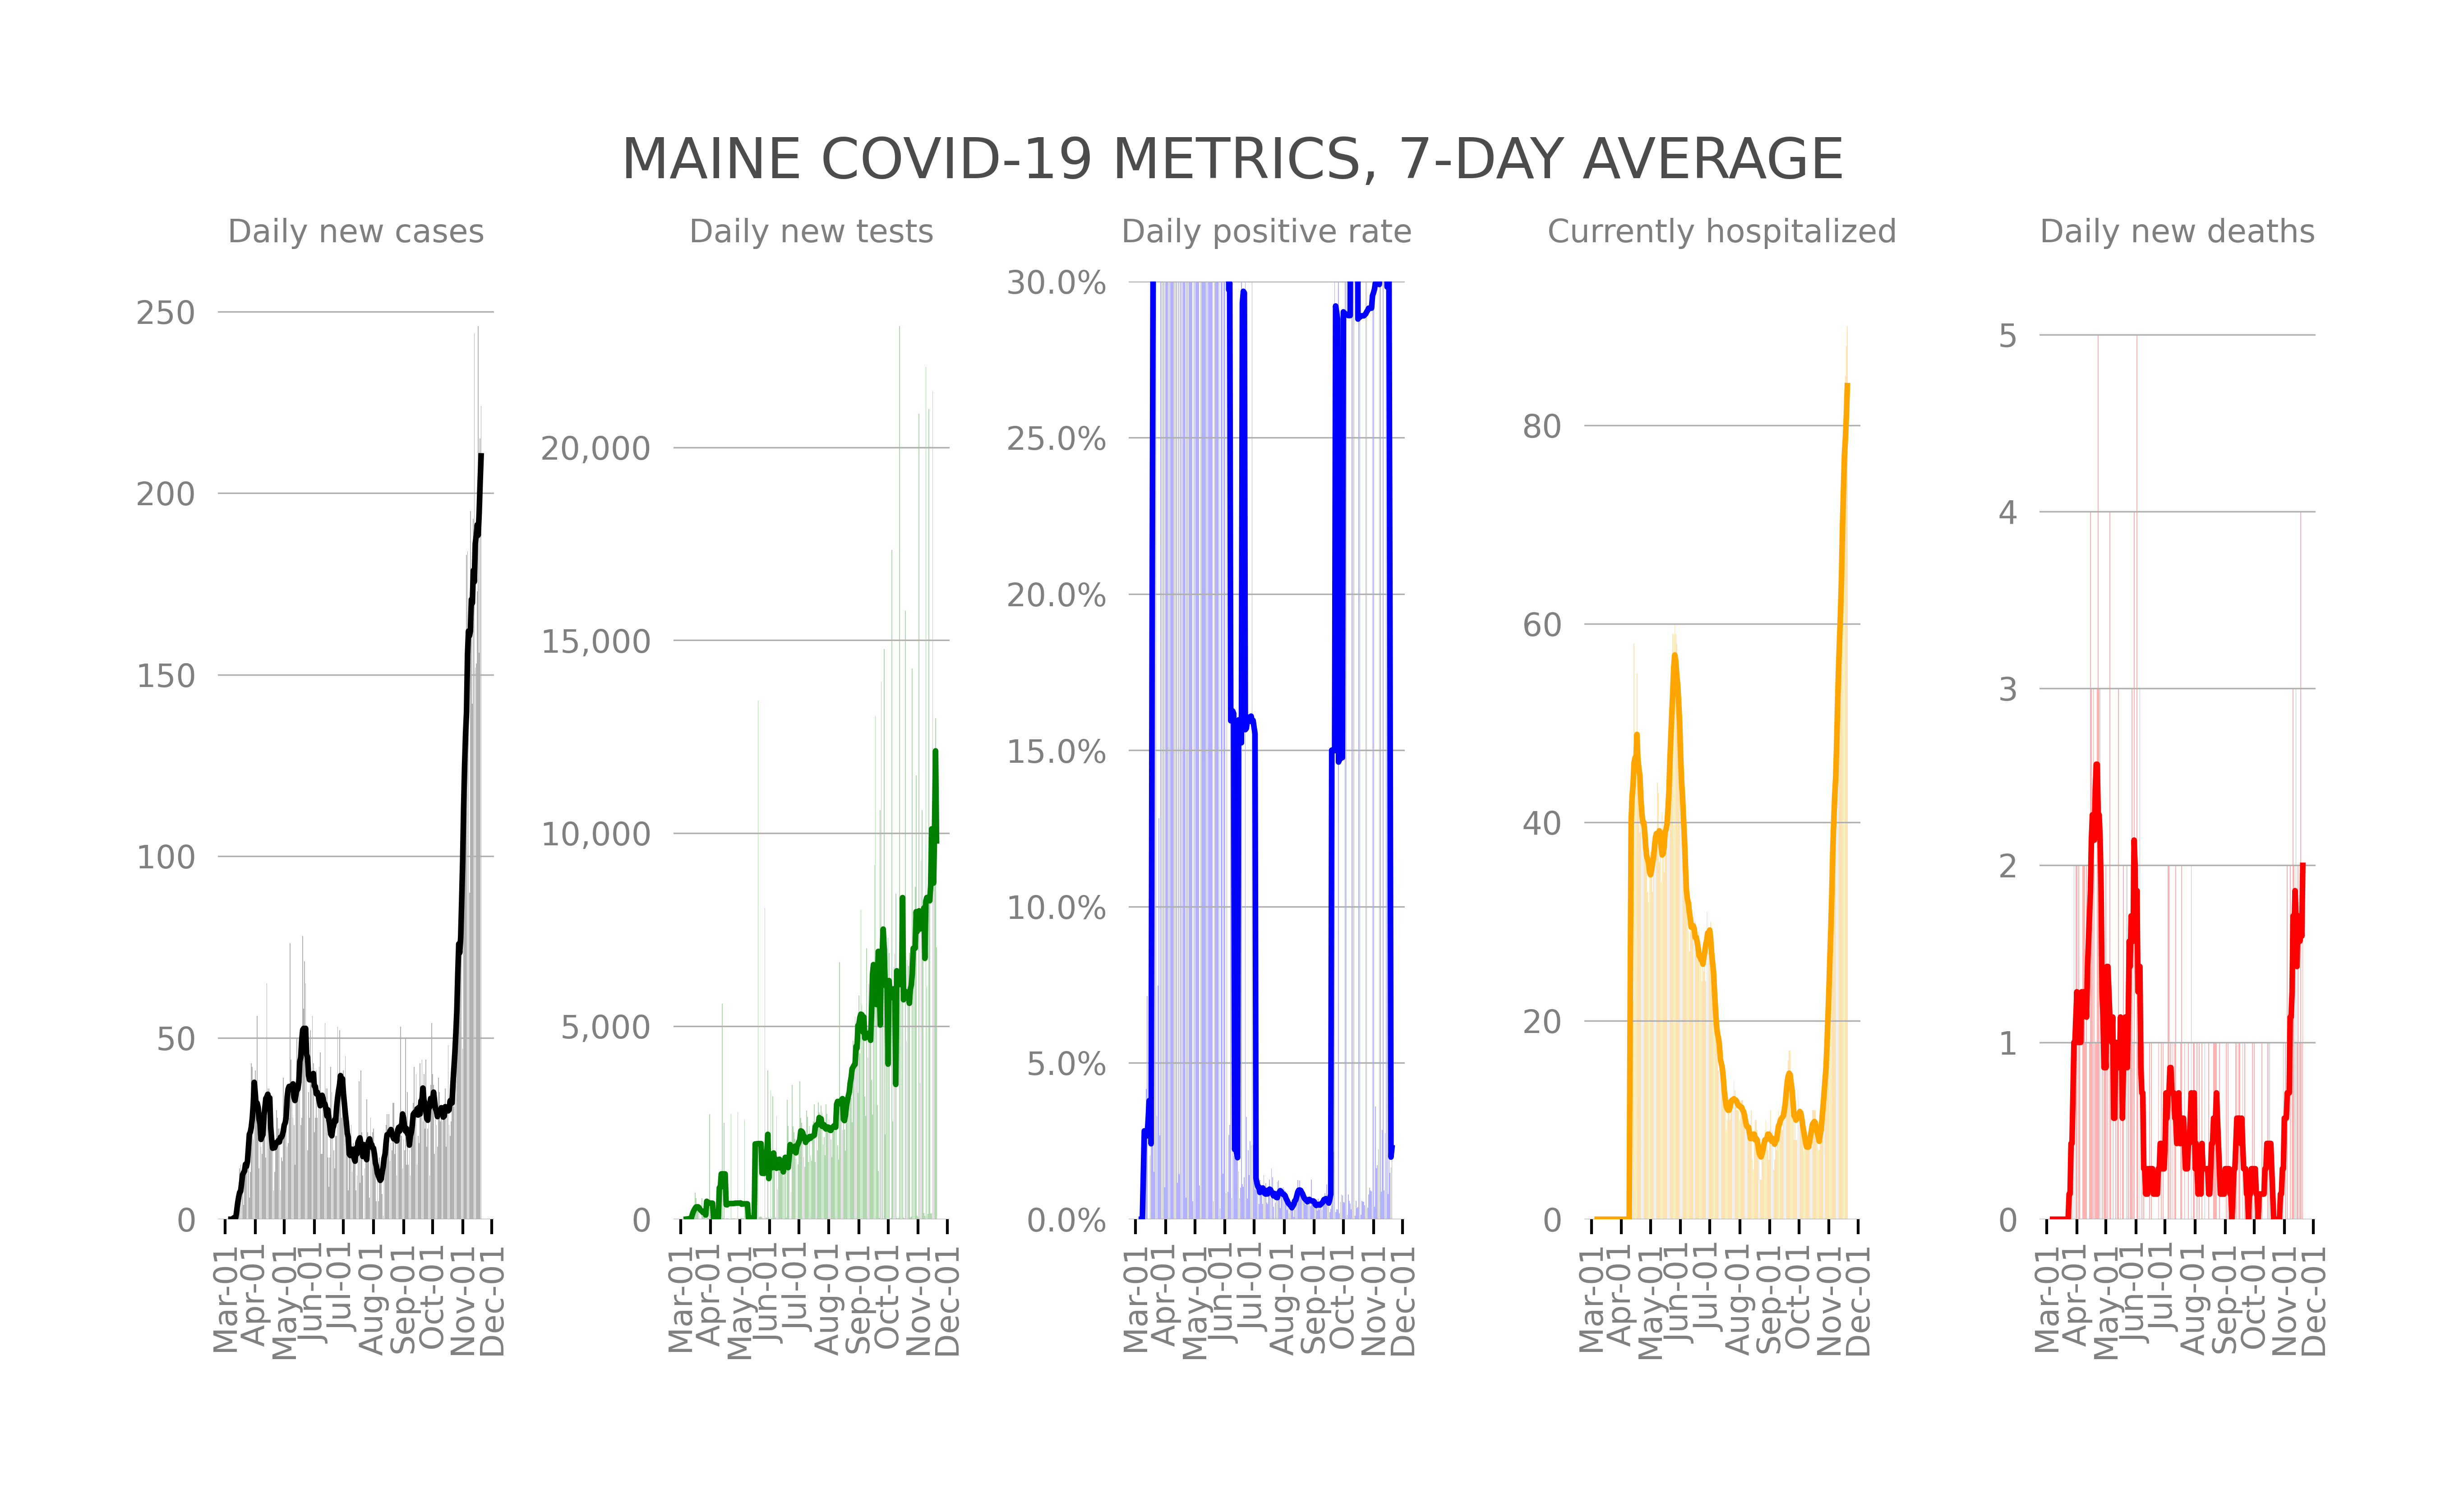 MAINE COVID-19 METRICS, 7-DAY AVERAGE
Daily new cases
250
200
150
100
50
0
Mar-01
Apr-01
May-01
Jun-01
Jul-01
Aug-01
Sep-01
Oct-01
Nov-01
Dec-01
Daily new tests
20,000
15,000
10,000
5,000
0
Mar-01
Apr-01
May-01
Jun-01
Jul-01
Aug-01
Sep-01
Oct-01
Nov-01
Dec-01
Daily positive rate
30.0%
25.0%
20.0%
15.0%
10.0%
5.0%
0.0%
Mar-01
Apr-01
May-01
Jun-01
Jul-01
Aug-01
Sep-01
Oct-01
Nov-01
Dec-01
Currently hospitalized
80
60
40
20
0
Mar-01
Apr-01
May-01
Jun-01
Jul-01
Aug-01
Sep-01
Oct-01
Nov-01
Dec-01
Daily new deaths
5
4
3
2
1
0
Mar-01
Apr-01
May-01
Jun-01
Jul-01
Aug-01
Sep-01
Oct-01
Nov-01
Dec-01